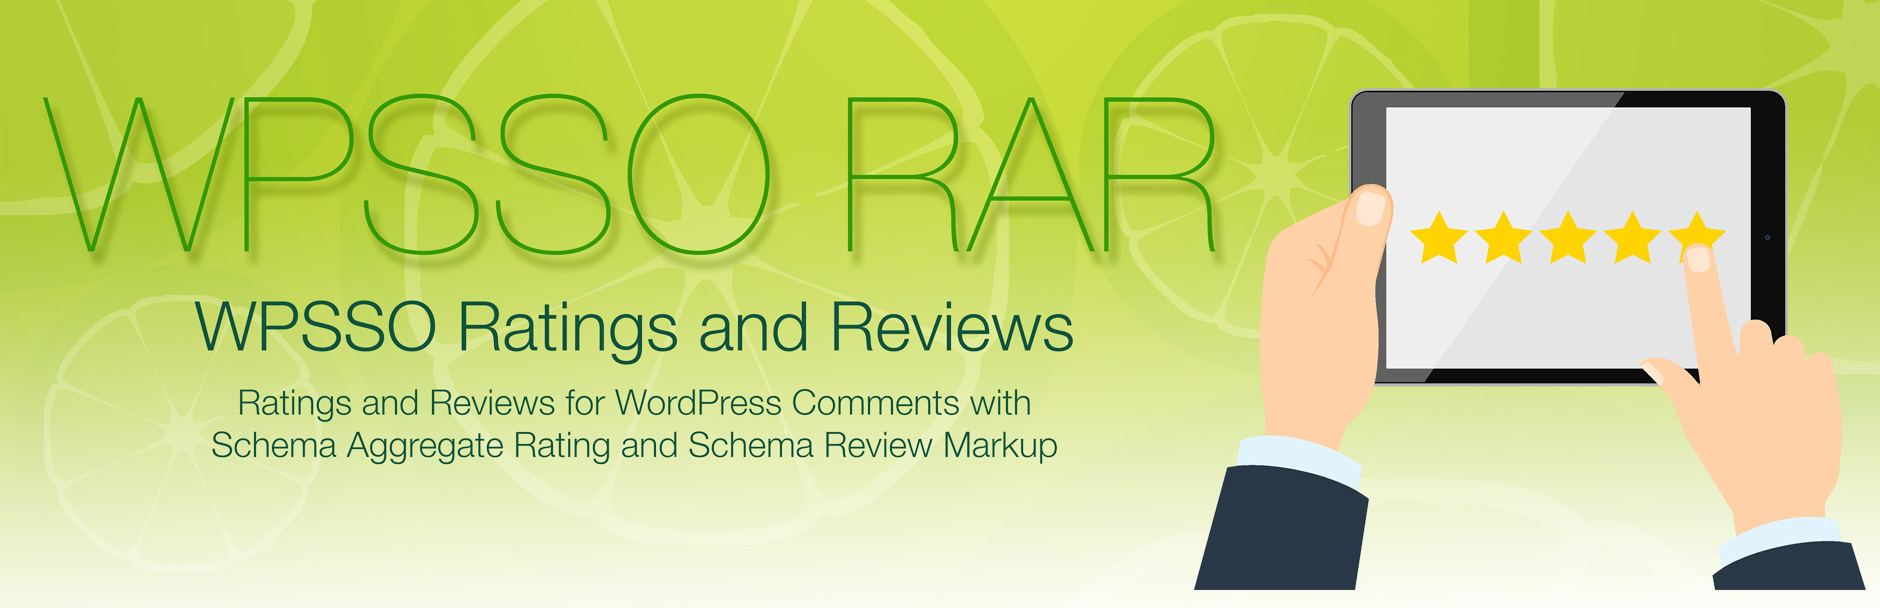 WPSSO RAR
WPSSO Ratings and Reviews
Ratings and Reviews for WordPress Comments with
Schema Aggregate Rating and Schema Review Markup